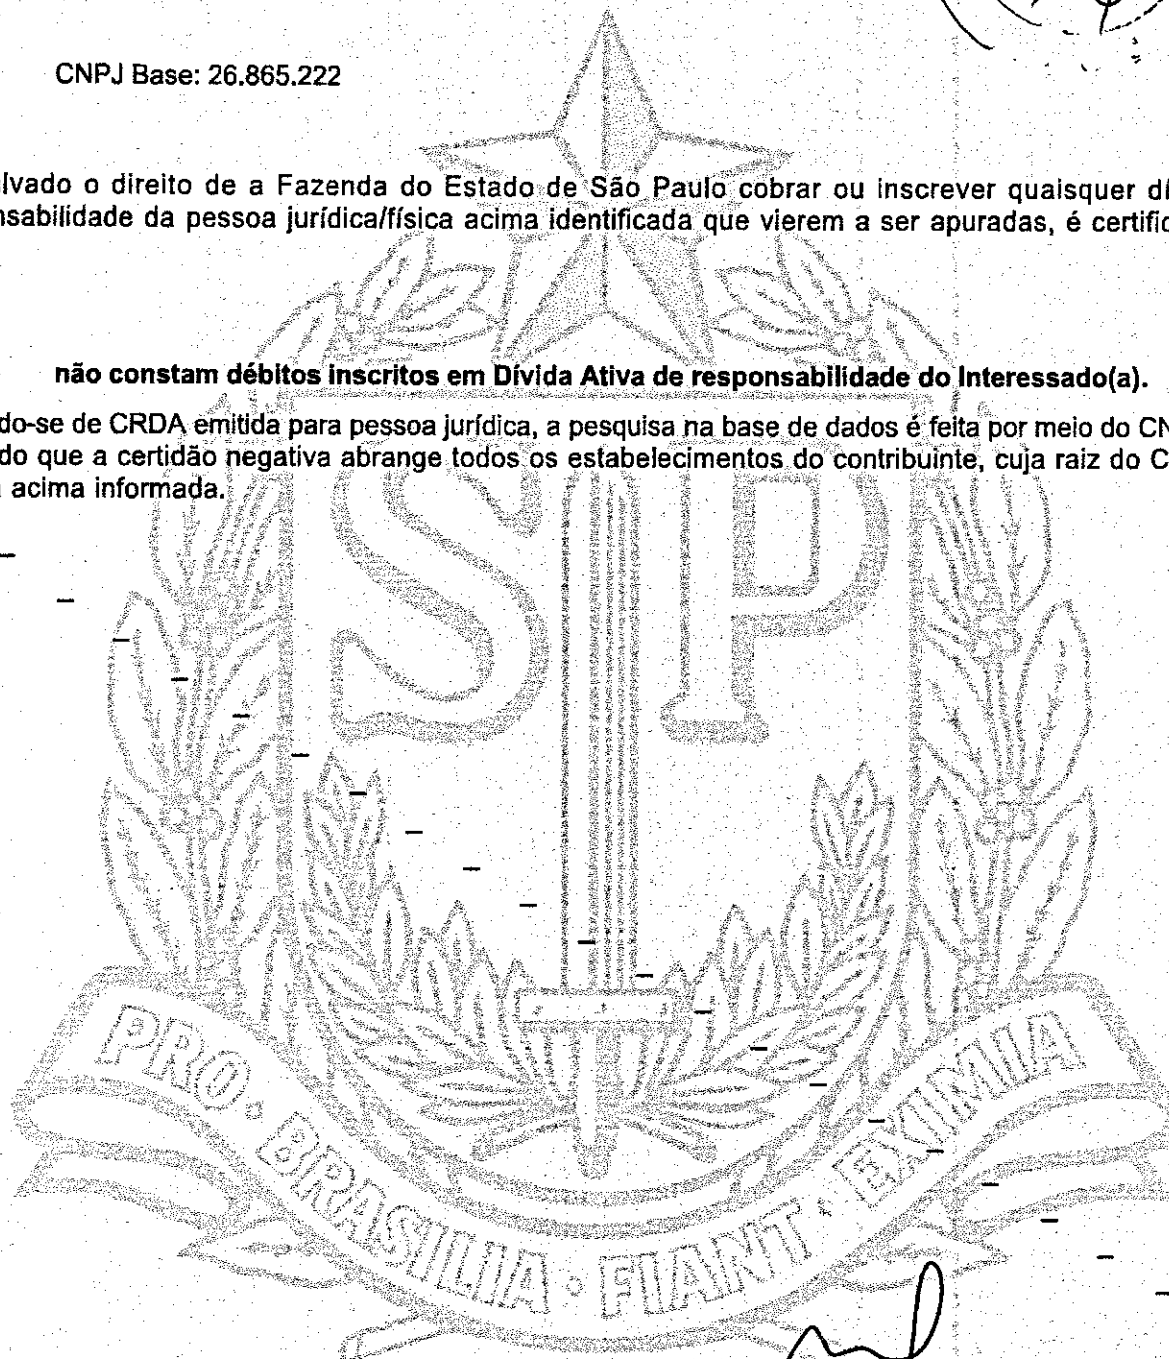 CNPJ Base: 26.865.222
lvado o direito de a Fazenda do Estado de São Paulo cobrar ou inscrever quaisquer dí
nsabilidade da pessoa jurídica/física acima identificada que vierem a ser apuradas, é certific
não constam débitos inscritos em Dívida Ativa de responsabilidade do Interessado(a).
do-se de CRDA emitida para pessoa jurídica, a pesquisa na base de dados é feita por meio do CN
do que a certidão negativa abrange todos os estabelecimentos do contribuinte, cuja raiz do C
acima informada.
SP
PRO·BRASILIA·FIANT·EXIMIA